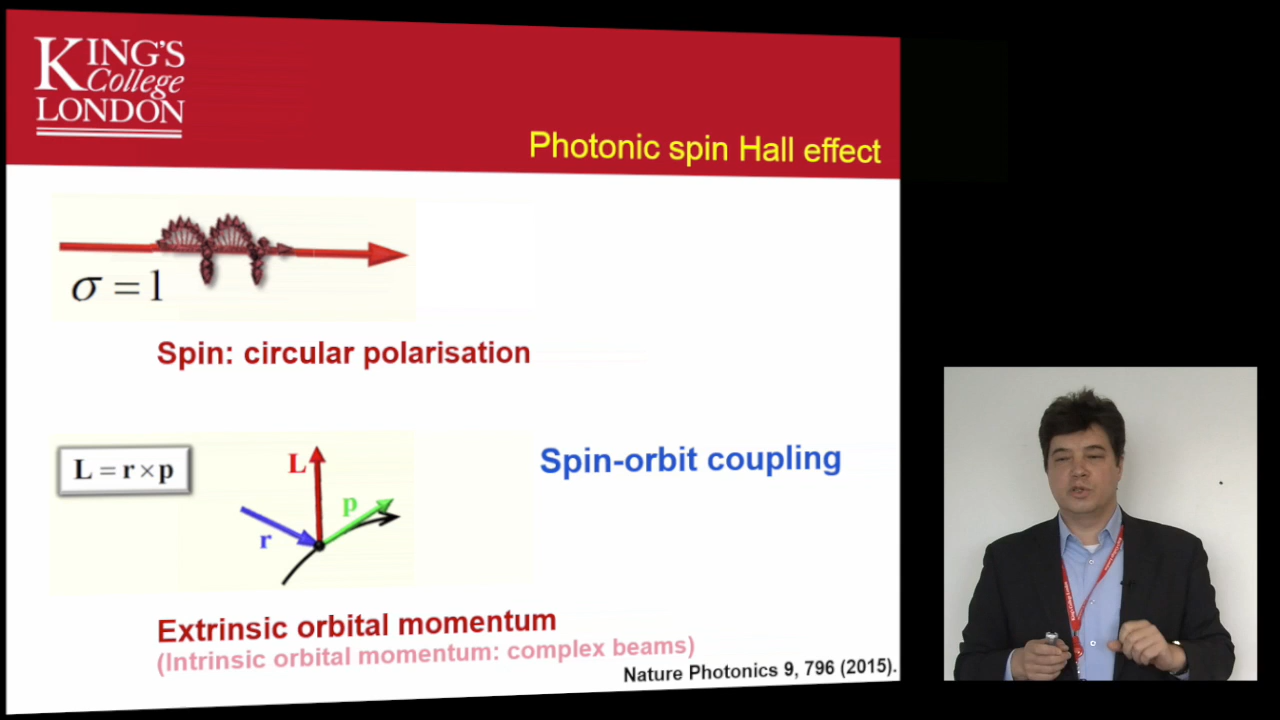 KING'S
College
LONDON
Photonic spin Hall effect
σ = 1
Spin: circular polarisation
L = r × p
L
p
r
Spin-orbit coupling
Extrinsic orbital momentum
(Intrinsic orbital momentum: complex beams)
Nature Photonics 9, 796 (2015).